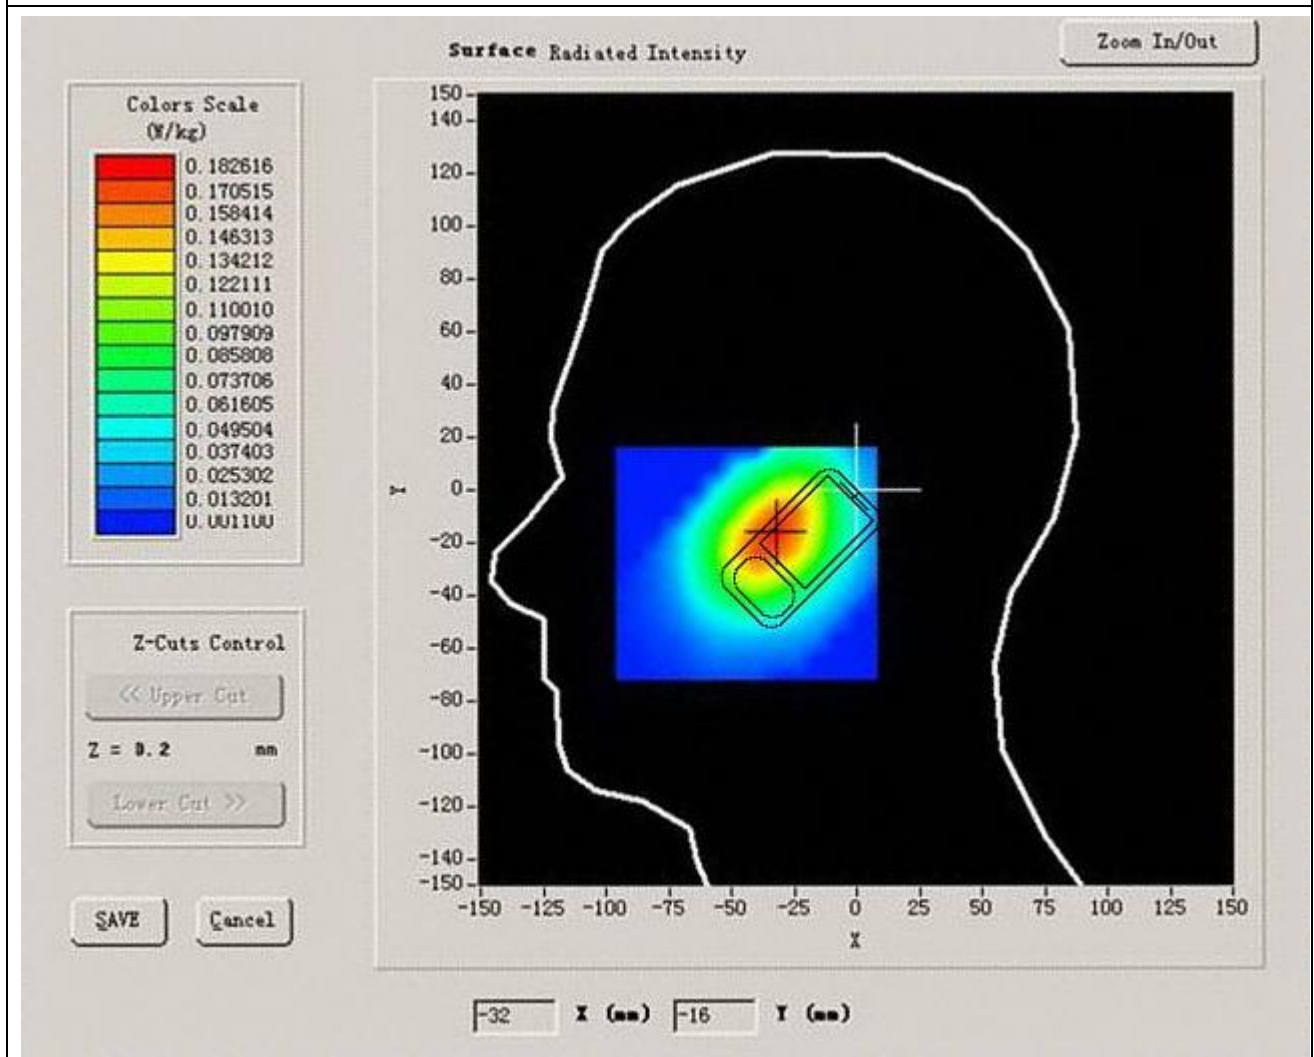 Surface Radiated Intensity
Zoom In/Out
Colors Scale
(W/kg)
0.182616
0.170515
0.158414
0.146313
0.134212
0.122111
0.110010
0.097909
0.085808
0.073706
0.061605
0.049504
0.037403
0.025302
0.013201
0.001100
Z-Cuts Control
<< Upper Cut
Z = 0.2 mm
Lower Cut >>
SAVE
Cancel
150
140
120
100
80
60
40
20
0
-20
-40
-60
-80
-100
-120
-140
-150
Y
-150 -125 -100 -75 -50 -25 0 25 50 75 100 125 150
X
-32 X (mm) -16 Y (mm)